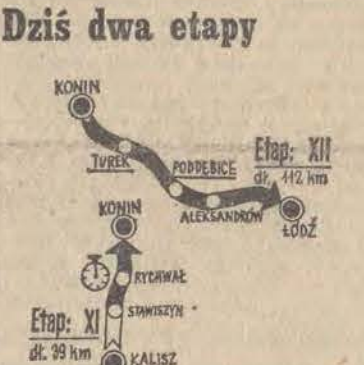 Dziś dwa etapy
KONIN
TUREK
PODDĘBICE
Etap: XII
dł. 112 km
ALEKSANDRÓW
ŁÓDŹ
KONIN
RYCHWAŁ
STAWISZYN
Etap: XI
dł. 39 km
KALISZ